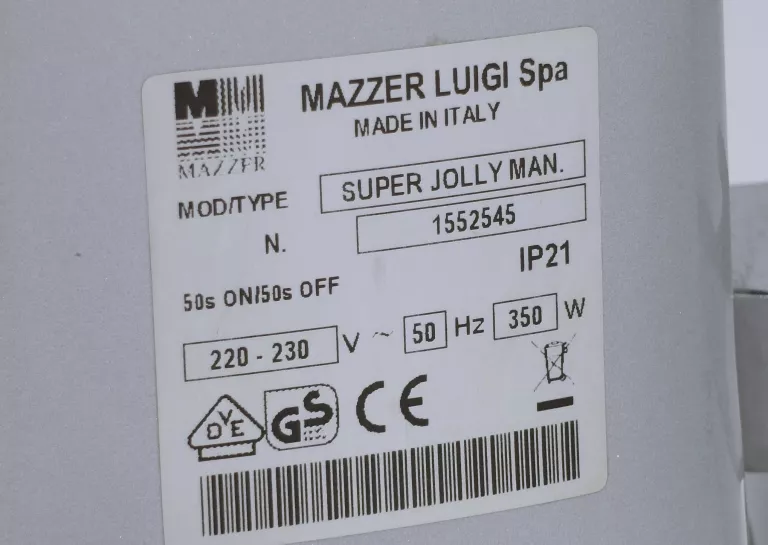 M
MAZZER
MAZZER LUIGI Spa
MADE IN ITALY
MOD/TYPE SUPER JOLLY MAN.
N. 1552545
IP21
50s ON/50s OFF
220 - 230 V ~ 50 Hz 350 W
DVE GS CE